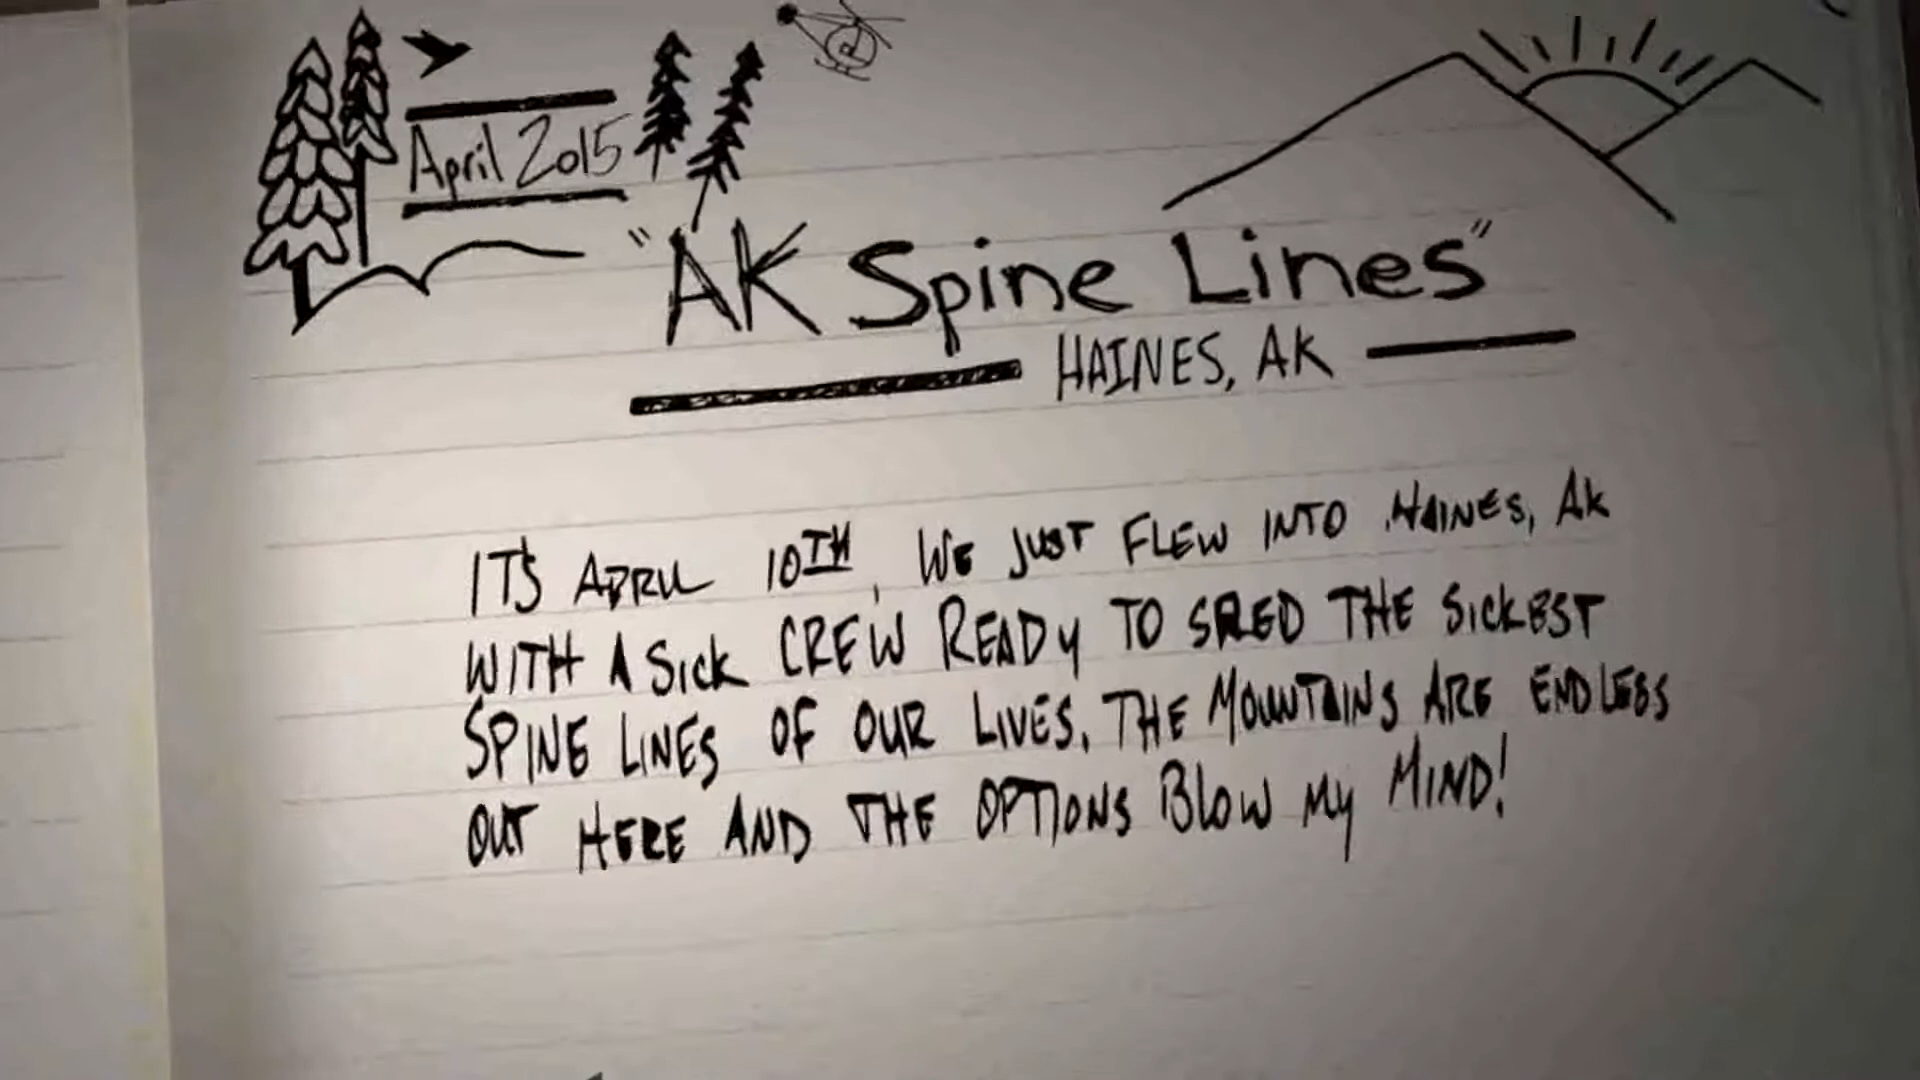 April 2015
"AK Spine Lines"
HAINES, AK
IT'S APRIL 10TH, WE JUST FLEW INTO HAINES, AK
WITH A SICK CREW READY TO SRED THE SICKEST
SPINE LINES OF OUR LIVES. THE MOUNTAINS ARE ENDLESS
OUT HERE AND THE OPTIONS BLOW MY MIND!